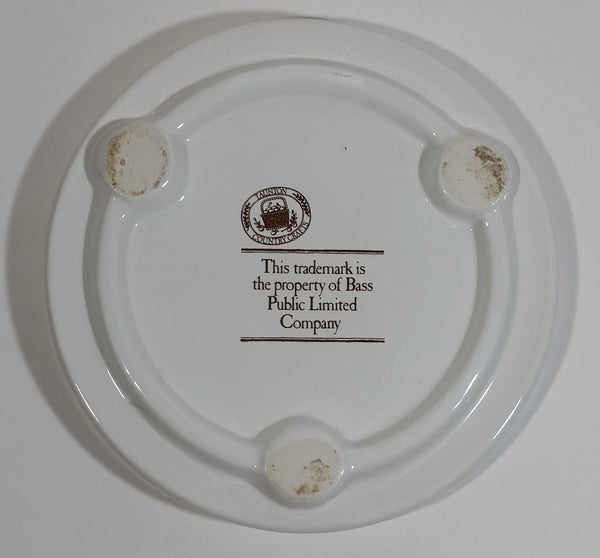 TAUNTON
COUNTRY CRAFTS
This trademark is
the property of Bass
Public Limited
Company